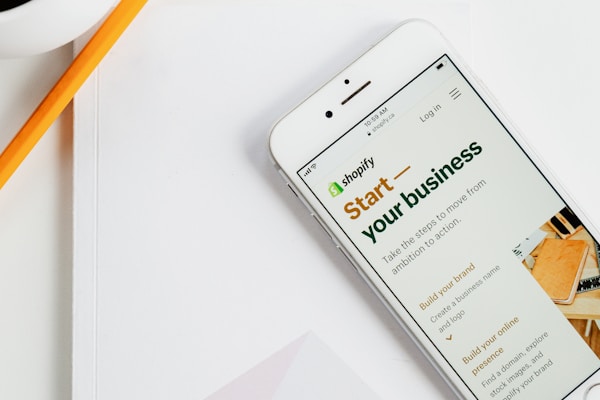 10:59 AM
shopify.ca
shopify
Log in
Start —
your business
Take the steps to move from
ambition to action.
Build your brand
Create a business name
and logo
Build your online
presence
Find a domain, explore
stock images, and
amplify your brand